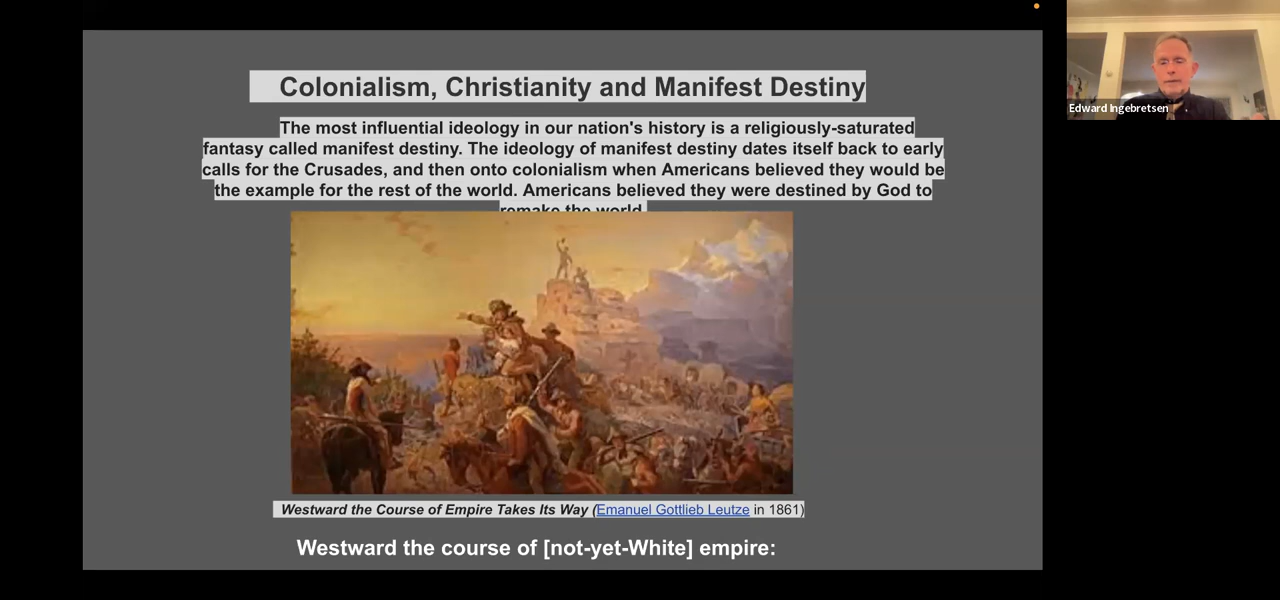 Colonialism, Christianity and Manifest Destiny
The most influential ideology in our nation's history is a religiously-saturated
fantasy called manifest destiny. The ideology of manifest destiny dates itself back to early
calls for the Crusades, and then onto colonialism when Americans believed they would be
the example for the rest of the world. Americans believed they were destined by God to
remake the world.
Westward the Course of Empire Takes Its Way (Emanuel Gottlieb Leutze in 1861)
Westward the course of [not-yet-White] empire:
Edward Ingebretsen